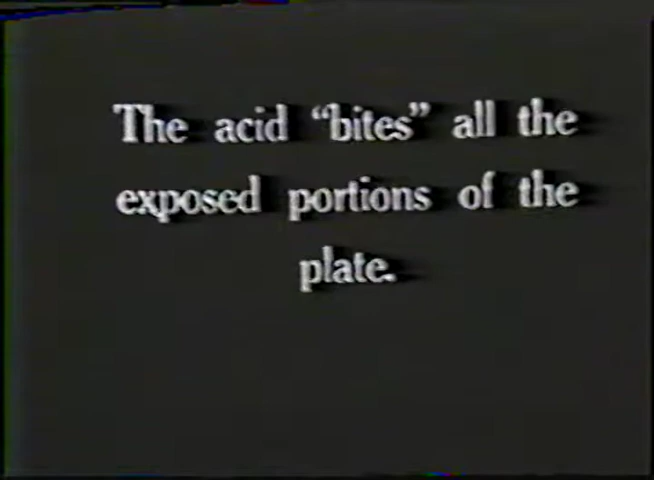 The acid “bites” all the
exposed portions of the
plate.